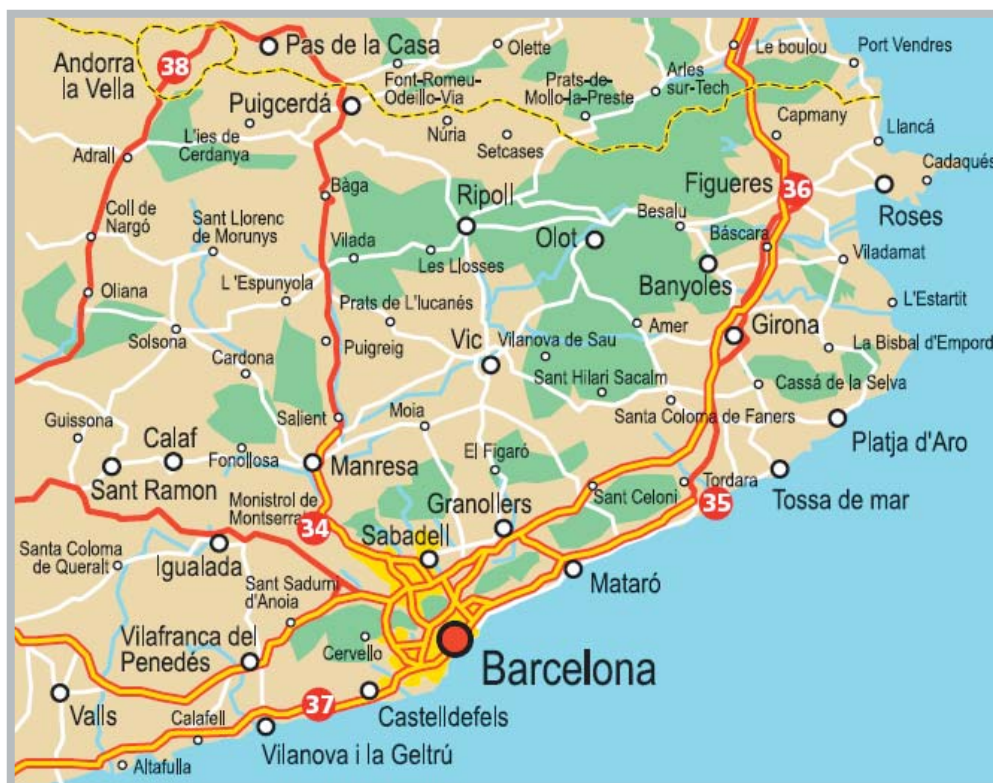 Pas de la Casa
Olette
Le boulou
Port Vendres
Andorra
la Vella
38
Font-Romeu-
Odeillo-Via
Prats-de-
Mollo-la-Preste
Arles
sur-Tech
Puigcerdá
Capmany
L'ies de
Cerdanya
Núria
Setcases
Llancá
Adrall
Cadaqués
Bàga
Figueres
36
Ripoll
Roses
Coll de
Nargó
Sant Llorenc
de Morunys
Besalu
Vilada
Olot
Báscara
Viladamat
Les Llosses
Banyoles
L'Espunyola
Oliana
Prats de L'lucanés
L'Estartit
Solsona
Puigreig
Vic
Vilanova de Sau
Amer
Girona
La Bisbal d'Empord
Cardona
Sant Hilari Sacalm
Cassá de la Selva
Guissona
Salient
Moia
Santa Coloma de Faners
Calaf
Platja d'Aro
Fonollosa
Manresa
El Figaró
Sant Ramon
Tordara
Sant Celoni
Monistrol de
Montserrat
34
Granollers
35
Tossa de mar
Sabadell
Santa Coloma
de Queralt
Igualada
Mataró
Sant Sadurni
d'Anoia
Vilafranca del
Penedés
Cervello
Barcelona
Valls
37
Calafell
Castelldefels
Vilanova i la Geltrú
Altafulla